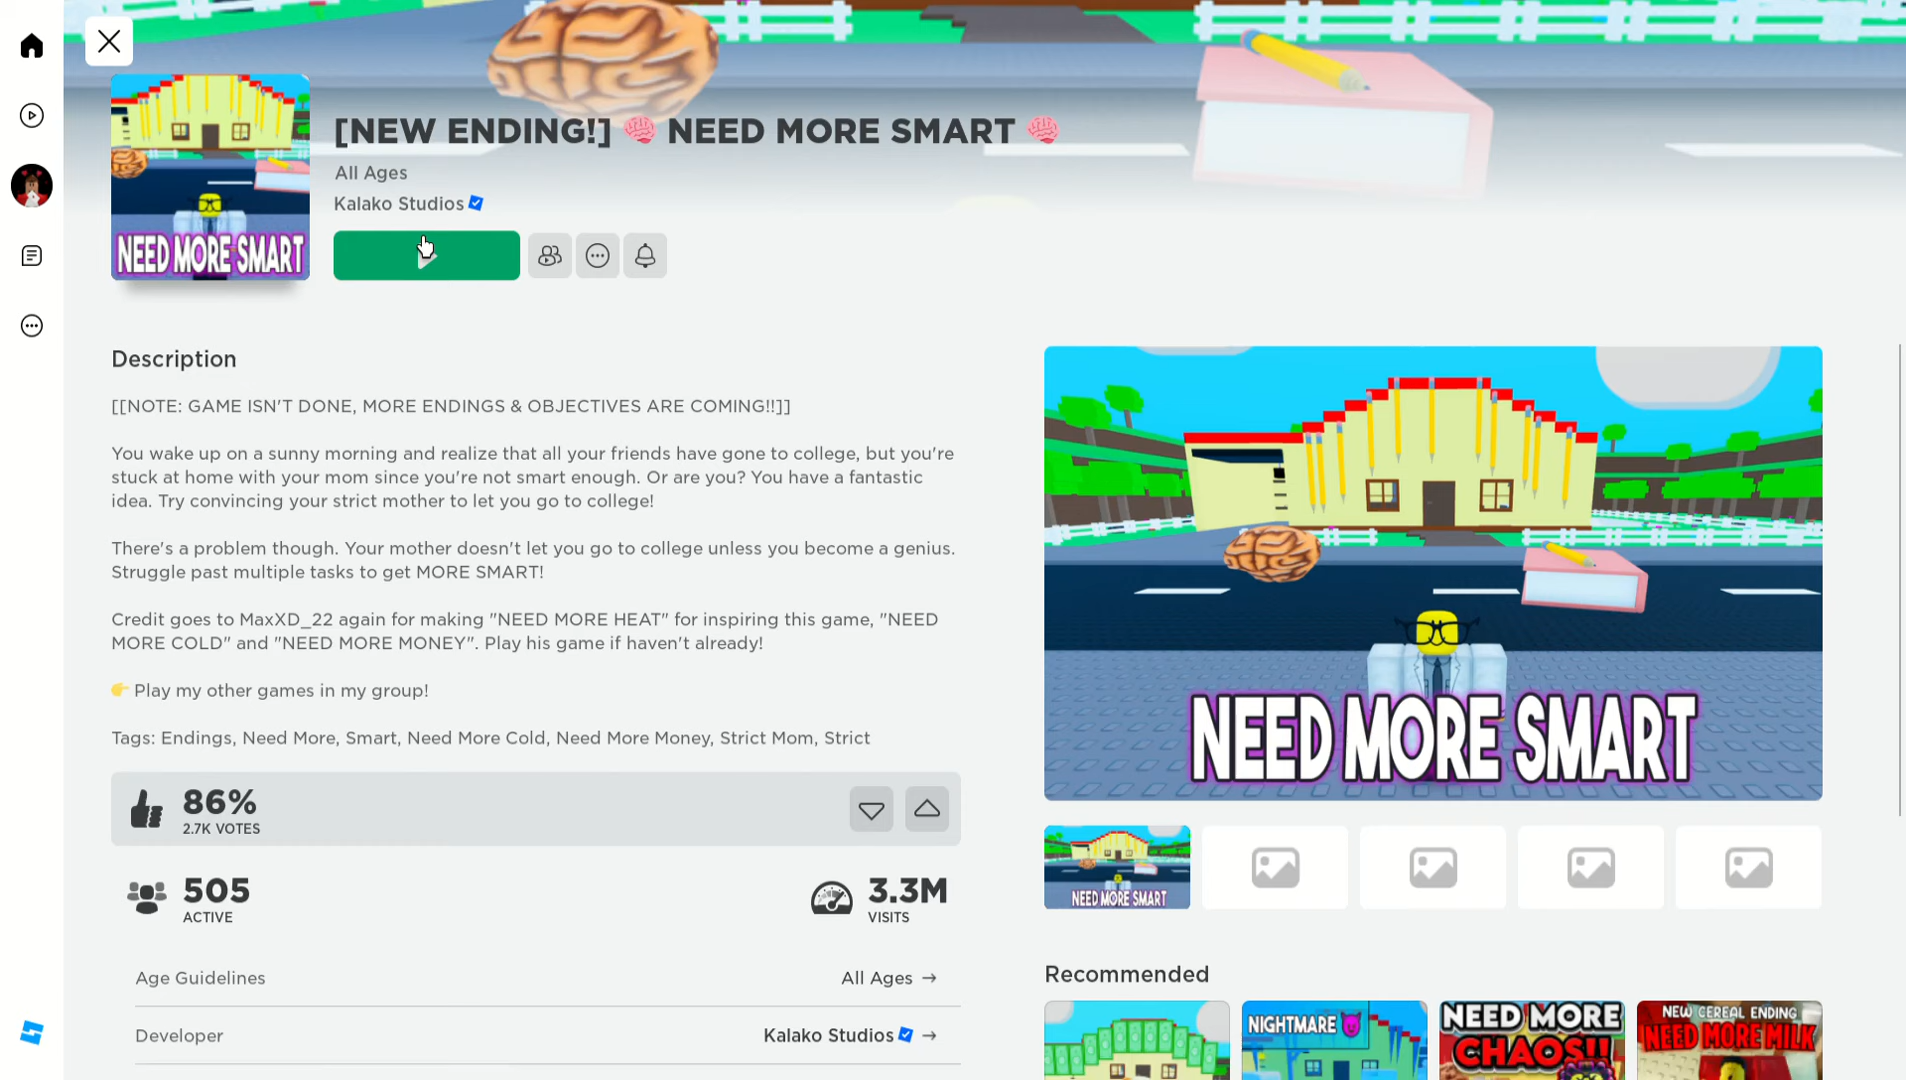 [NEW ENDING!] 🧠 NEED MORE SMART 🧠
All Ages
Kalako Studios
NEED MORE SMART
Description
[[NOTE: GAME ISN'T DONE, MORE ENDINGS & OBJECTIVES ARE COMING!!]]
You wake up on a sunny morning and realize that all your friends have gone to college, but you're
stuck at home with your mom since you're not smart enough. Or are you? You have a fantastic
idea. Try convincing your strict mother to let you go to college!
There's a problem though. Your mother doesn't let you go to college unless you become a genius.
Struggle past multiple tasks to get MORE SMART!
Credit goes to MaxXD_22 again for making "NEED MORE HEAT" for inspiring this game, "NEED
MORE COLD" and "NEED MORE MONEY". Play his game if haven't already!
👉 Play my other games in my group!
Tags: Endings, Need More, Smart, Need More Cold, Need More Money, Strict Mom, Strict
86%
2.7K VOTES
505
ACTIVE
3.3M
VISITS
Age Guidelines
All Ages →
Developer
Kalako Studios →
NEED MORE SMART
NEED MORE SMART
Recommended
NIGHTMARE 😈
NEED MORE
CHAOS!!
NEW CEREAL ENDING
NEED MORE MILK